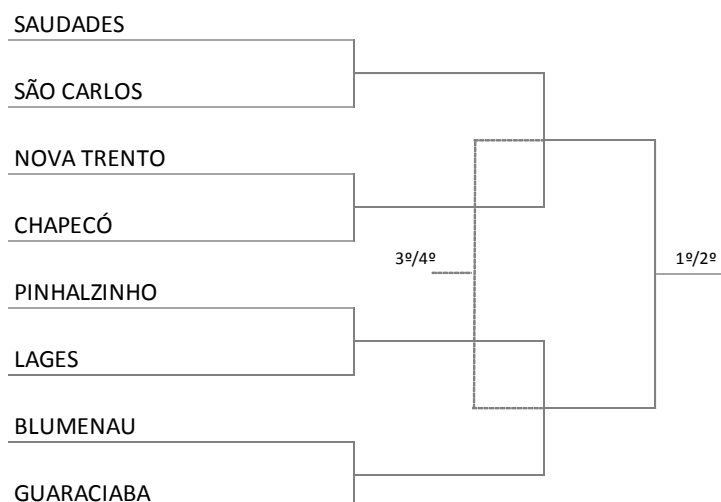 SAUDADES
SÃO CARLOS
NOVA TRENTO
CHAPECÓ
3º/4º
1º/2º
PINHALZINHO
LAGES
BLUMENAU
GUARACIABA